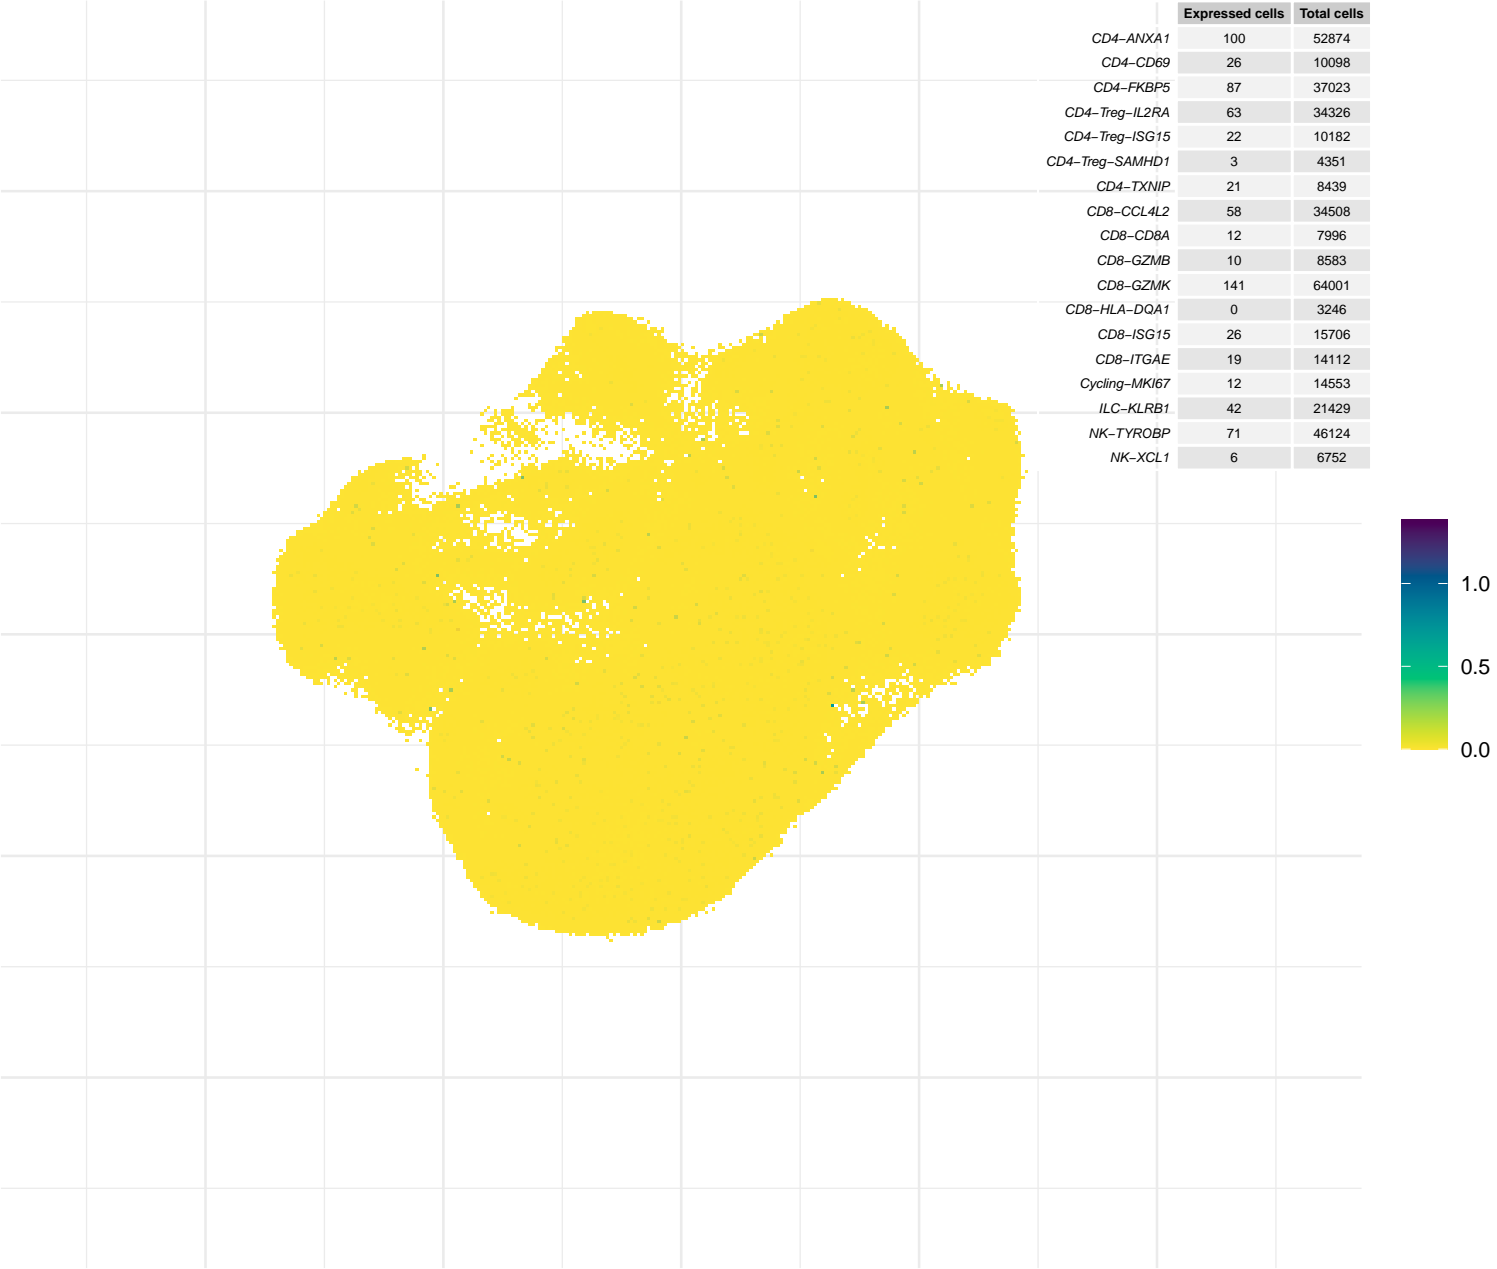 Expressed cells Total cells
CD4−ANXA1 100 52874
CD4−CD69 26 10098
CD4−FKBP5 87 37023
CD4−Treg−IL2RA 63 34326
CD4−Treg−ISG15 22 10182
CD4−Treg−SAMHD1 3 4351
CD4−TXNIP 21 8439
CD8−CCL4L2 58 34508
CD8−CD8A 12 7996
CD8−GZMB 10 8583
CD8−GZMK 141 64001
CD8−HLA−DQA1 0 3246
CD8−ISG15 26 15706
CD8−ITGAE 19 14112
Cycling−MKI67 12 14553
ILC−KLRB1 42 21429
NK−TYROBP 71 46124
NK−XCL1 6 6752
1.0
0.5
0.0